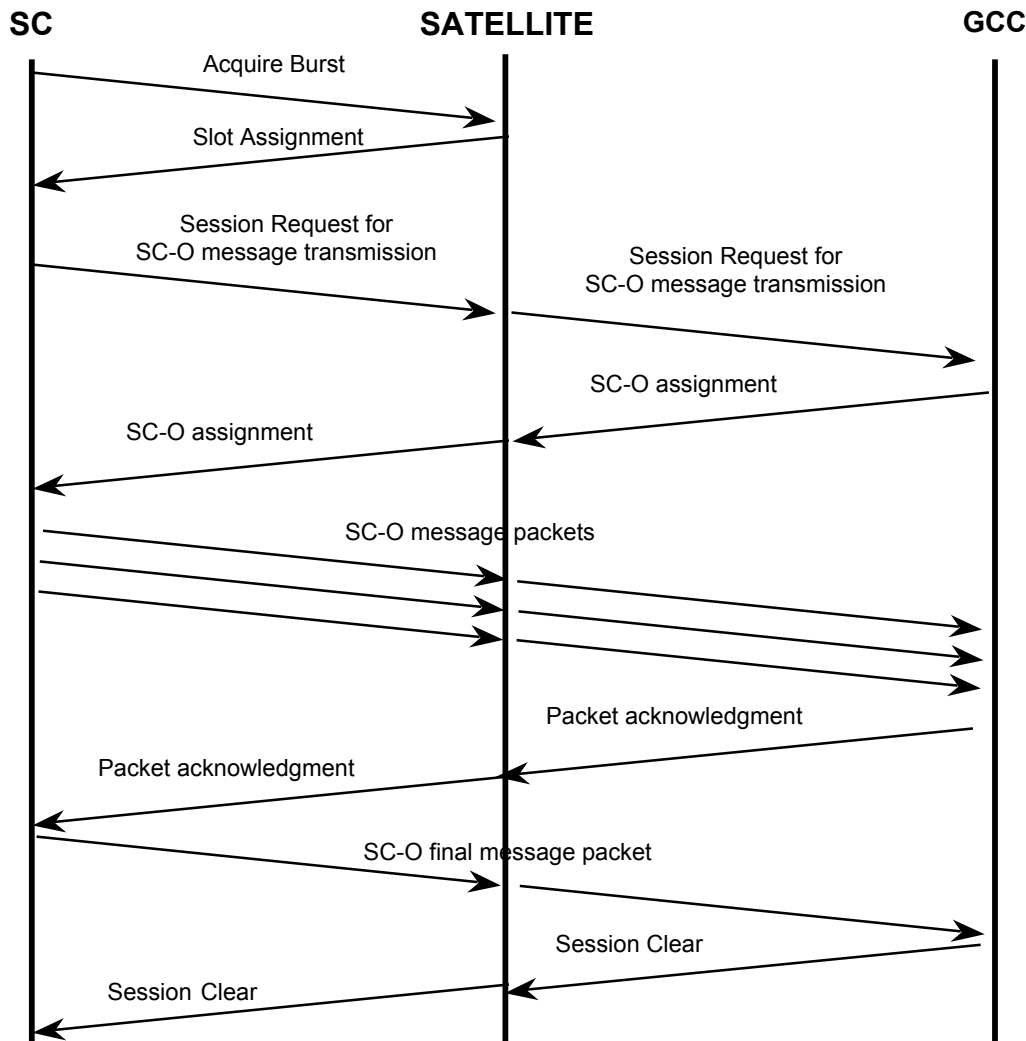 SC
SATELLITE
GCC
Acquire Burst
Slot Assignment
Session Request for
SC-O message transmission
Session Request for
SC-O message transmission
SC-O assignment
SC-O assignment
SC-O message packets
Packet acknowledgment
Packet acknowledgment
SC-O final message packet
Session Clear
Session Clear